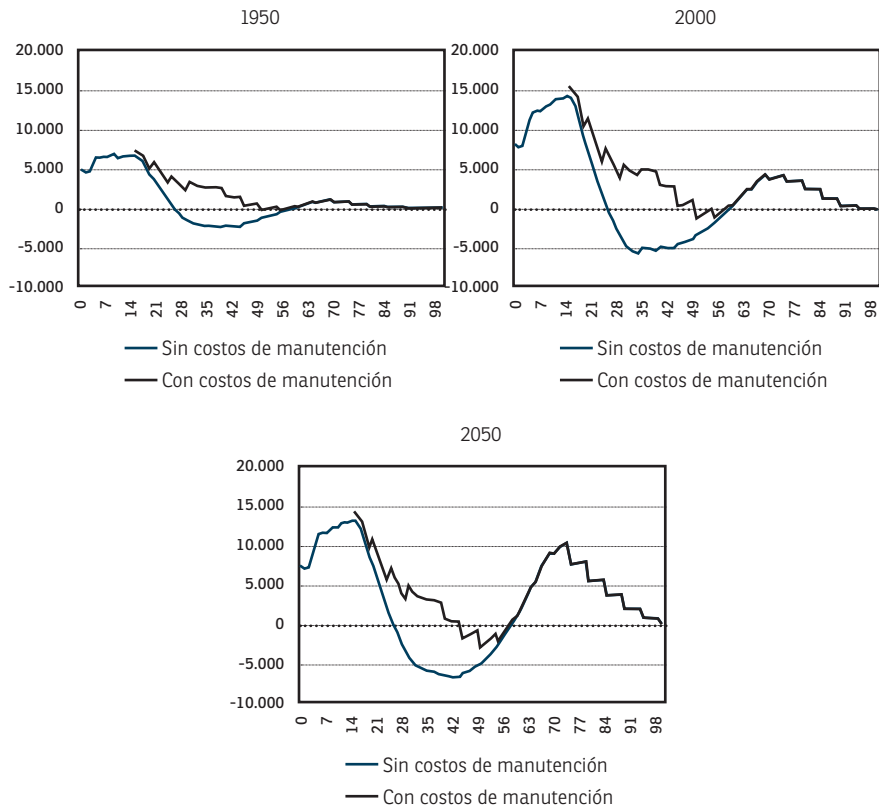 1950
20.000
15.000
10.000
5.000
0
-5.000
-10.000
0 7 14 21 28 35 42 49 56 63 70 77 84 91 98
Sin costos de manutención
Con costos de manutención
2000
20.000
15.000
10.000
5.000
0
-5.000
-10.000
0 7 14 21 28 35 42 49 56 63 70 77 84 91 98
Sin costos de manutención
Con costos de manutención
2050
20.000
15.000
10.000
5.000
0
-5.000
-10.000
0 7 14 21 28 35 42 49 56 63 70 77 84 91 98
Sin costos de manutención
Con costos de manutención